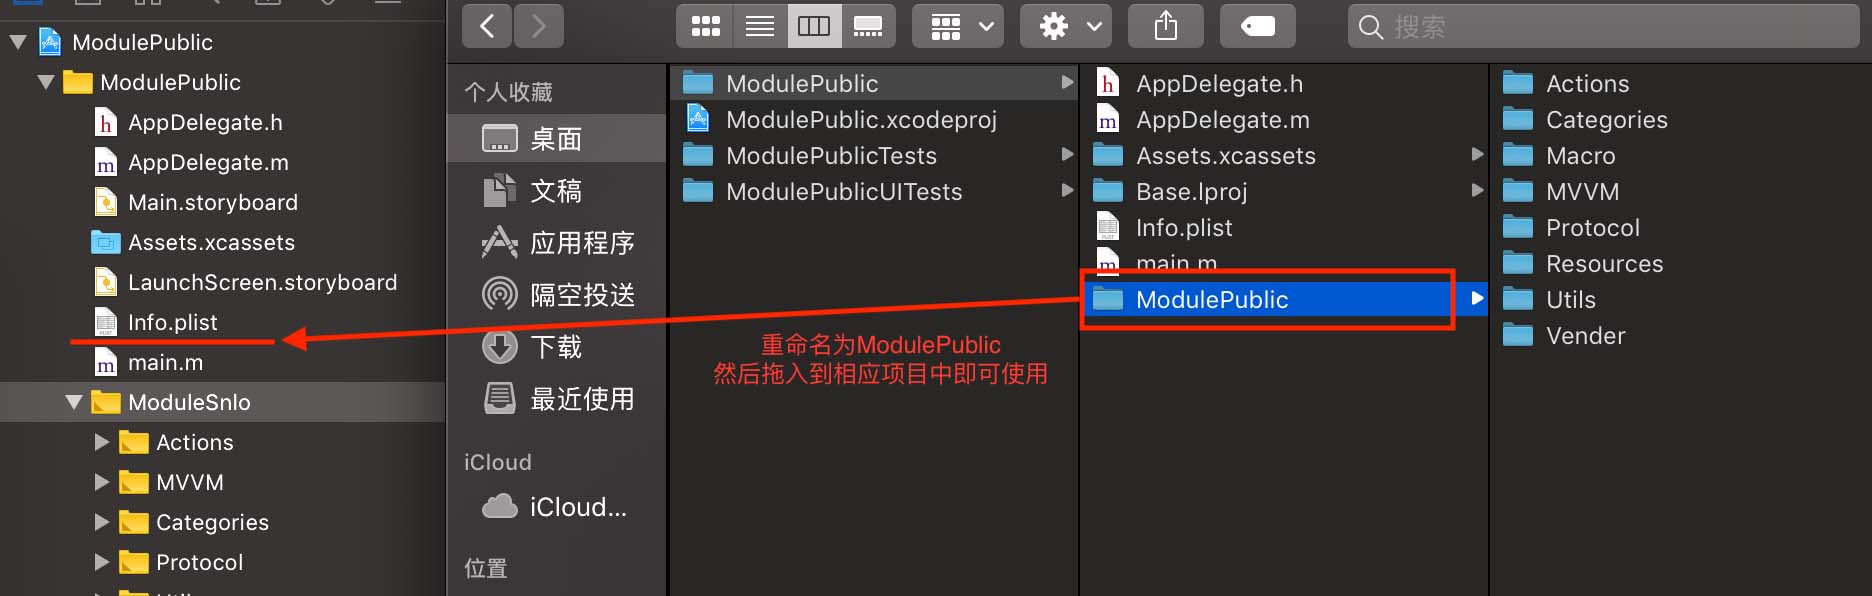 ModulePublic
ModulePublic
AppDelegate.h
AppDelegate.m
Main.storyboard
Assets.xcassets
LaunchScreen.storyboard
Info.plist
main.m
ModuleSnlo
Actions
MVVM
Categories
Protocol
搜索
个人收藏
桌面
文稿
应用程序
隔空投送
下载
最近使用
iCloud
iCloud...
位置
ModulePublic
ModulePublic.xcodeproj
ModulePublicTests
ModulePublicUITests
重命名为ModulePublic
然后拖入到相应项目中即可使用
AppDelegate.h
AppDelegate.m
Assets.xcassets
Base.lproj
Info.plist
main.m
ModulePublic
Actions
Categories
Macro
MVVM
Protocol
Resources
Utils
Vender